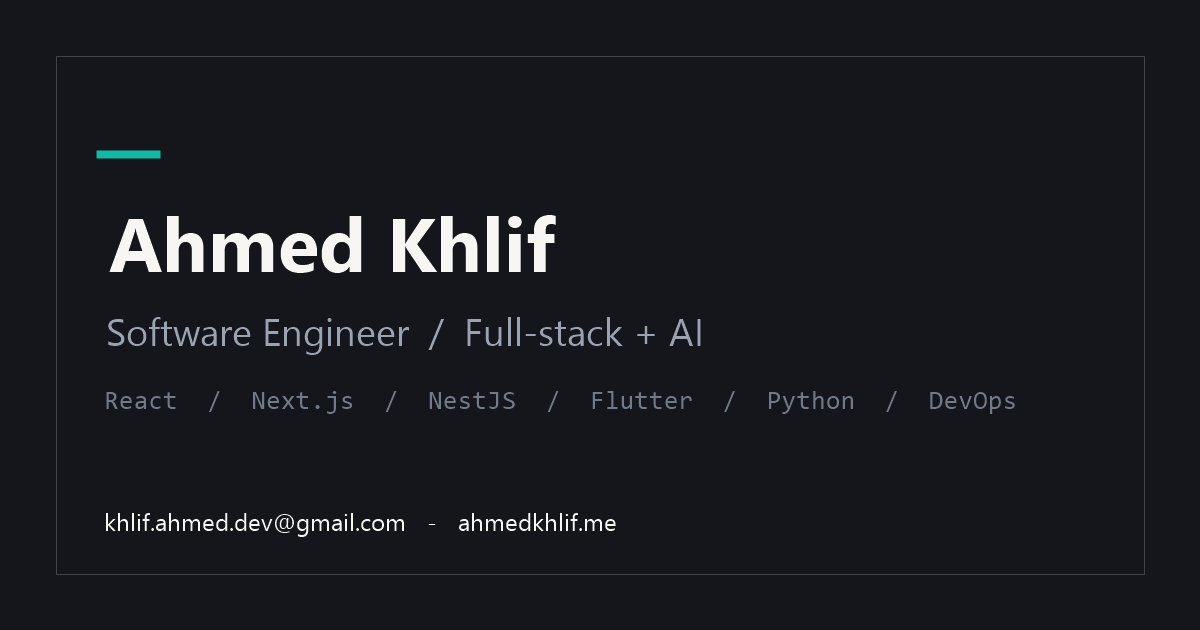 Ahmed Khlif
Software Engineer / Full-stack + AI
React / Next.js / NestJS / Flutter / Python / DevOps
khlif.ahmed.dev@gmail.com - ahmedkhlif.me